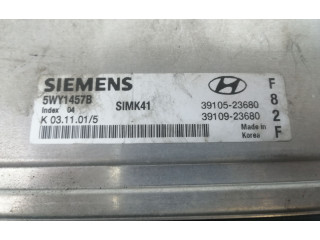 SIEMENS
5WY1457B
Index 04
SIMK41
K 03.11.01/5
39105-23680
39109-23680
Made in
Korea
F
8
2
F